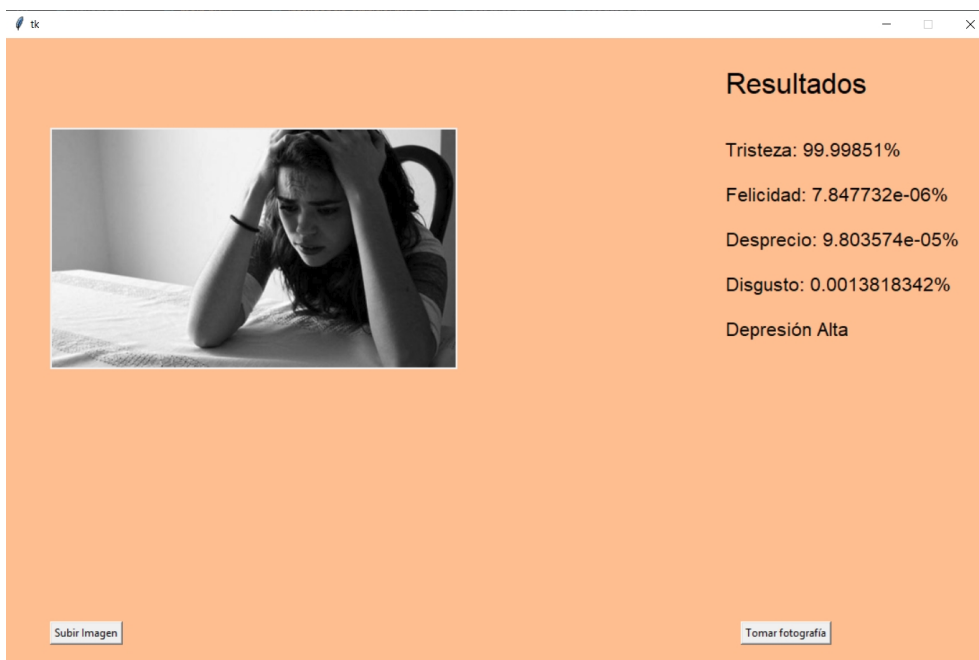 tk
Resultados
Tristeza: 99.99851%
Felicidad: 7.847732e-06%
Desprecio: 9.803574e-05%
Disgusto: 0.0013818342%
Depresión Alta
Subir Imagen
Tomar fotografía